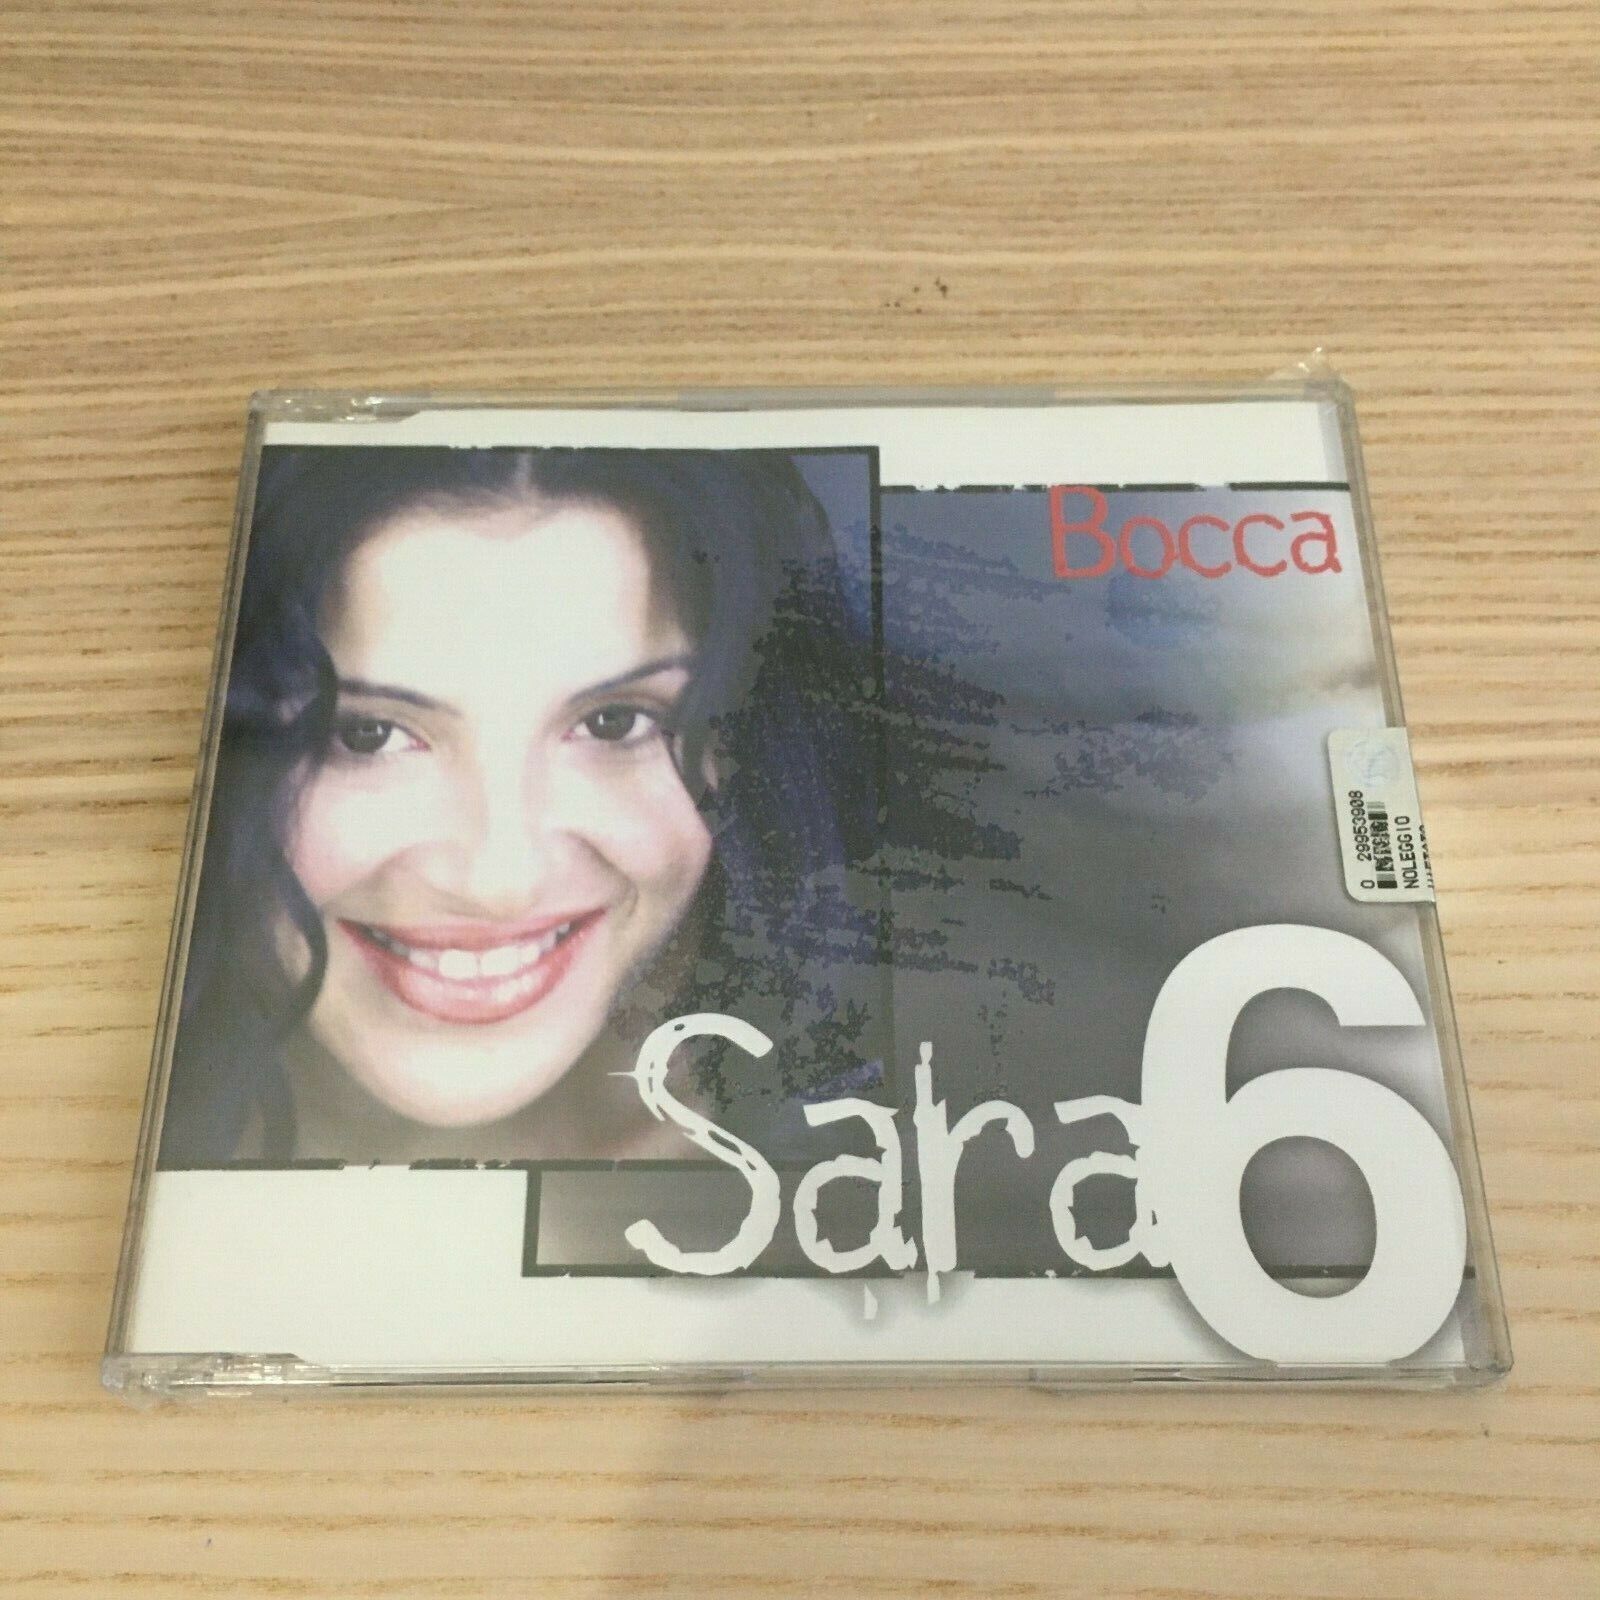 Bocca
Sara6
0 29953908
NOLEGGIO